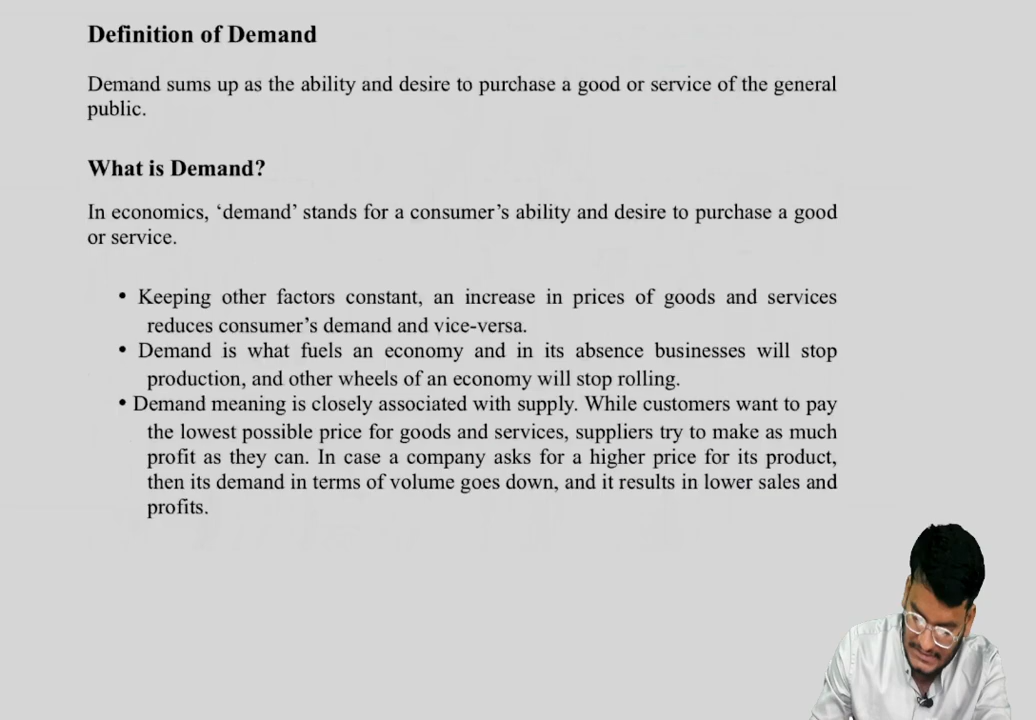 Definition of Demand
Demand sums up as the ability and desire to purchase a good or service of the general
public.
What is Demand?
In economics, ‘demand’ stands for a consumer’s ability and desire to purchase a good
or service.
• Keeping other factors constant, an increase in prices of goods and services
reduces consumer’s demand and vice-versa.
• Demand is what fuels an economy and in its absence businesses will stop
production, and other wheels of an economy will stop rolling.
• Demand meaning is closely associated with supply. While customers want to pay
the lowest possible price for goods and services, suppliers try to make as much
profit as they can. In case a company asks for a higher price for its product,
then its demand in terms of volume goes down, and it results in lower sales and
profits.